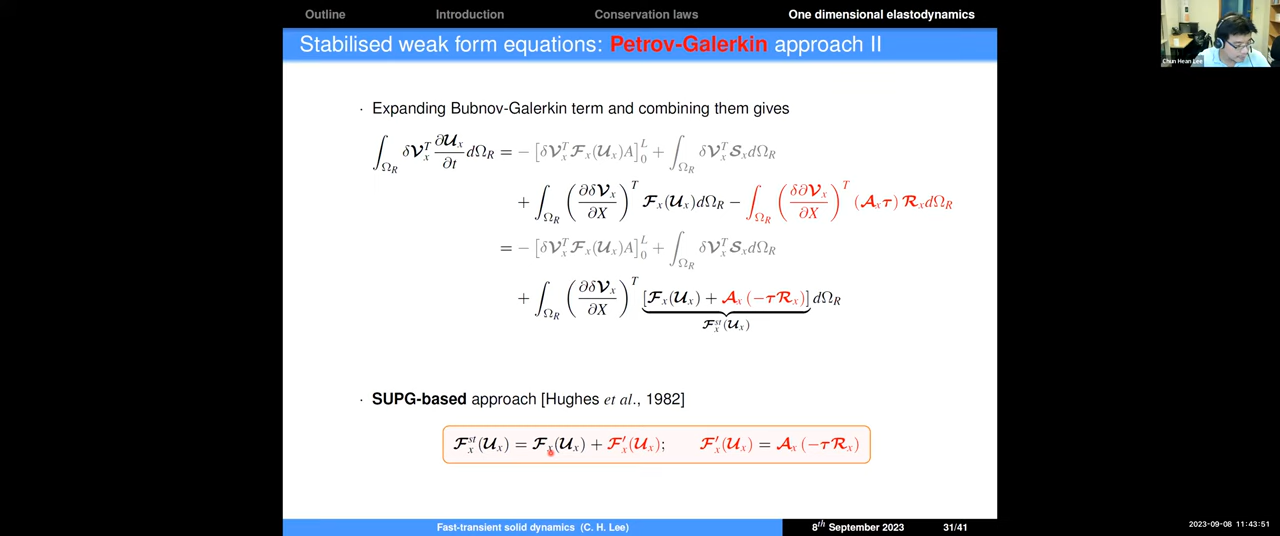 Outline Introduction Conservation laws One dimensional elastodynamics
Stabilised weak form equations: Petrov-Galerkin approach II
· Expanding Bubnov-Galerkin term and combining them gives
∫_{Ω_R} δ𝓥_x^T ∂𝓤_x/∂t dΩ_R = − [δ𝓥_x^T 𝓕_x(𝓤_x)A]_0^L + ∫_{Ω_R} δ𝓥_x^T 𝓢_x dΩ_R
+ ∫_{Ω_R} (∂δ𝓥_x/∂X)^T 𝓕_x(𝓤_x)dΩ_R − ∫_{Ω_R} (δ∂𝓥_x/∂X)^T (𝓐_x τ) 𝓡_x dΩ_R
= − [δ𝓥_x^T 𝓕_x(𝓤_x)A]_0^L + ∫_{Ω_R} δ𝓥_x^T 𝓢_x dΩ_R
+ ∫_{Ω_R} (∂δ𝓥_x/∂X)^T [𝓕_x(𝓤_x) + 𝓐_x (−τ𝓡_x)] dΩ_R
𝓕_x^{st}(𝓤_x)
· SUPG-based approach [Hughes et al., 1982]
𝓕_x^{st}(𝓤_x) = 𝓕_x(𝓤_x) + 𝓕′_x(𝓤_x); 𝓕′_x(𝓤_x) = 𝓐_x (−τ𝓡_x)
Fast-transient solid dynamics (C. H. Lee) 8th September 2023 31/41
Chun Hean Lee
2023-09-08 11:43:51